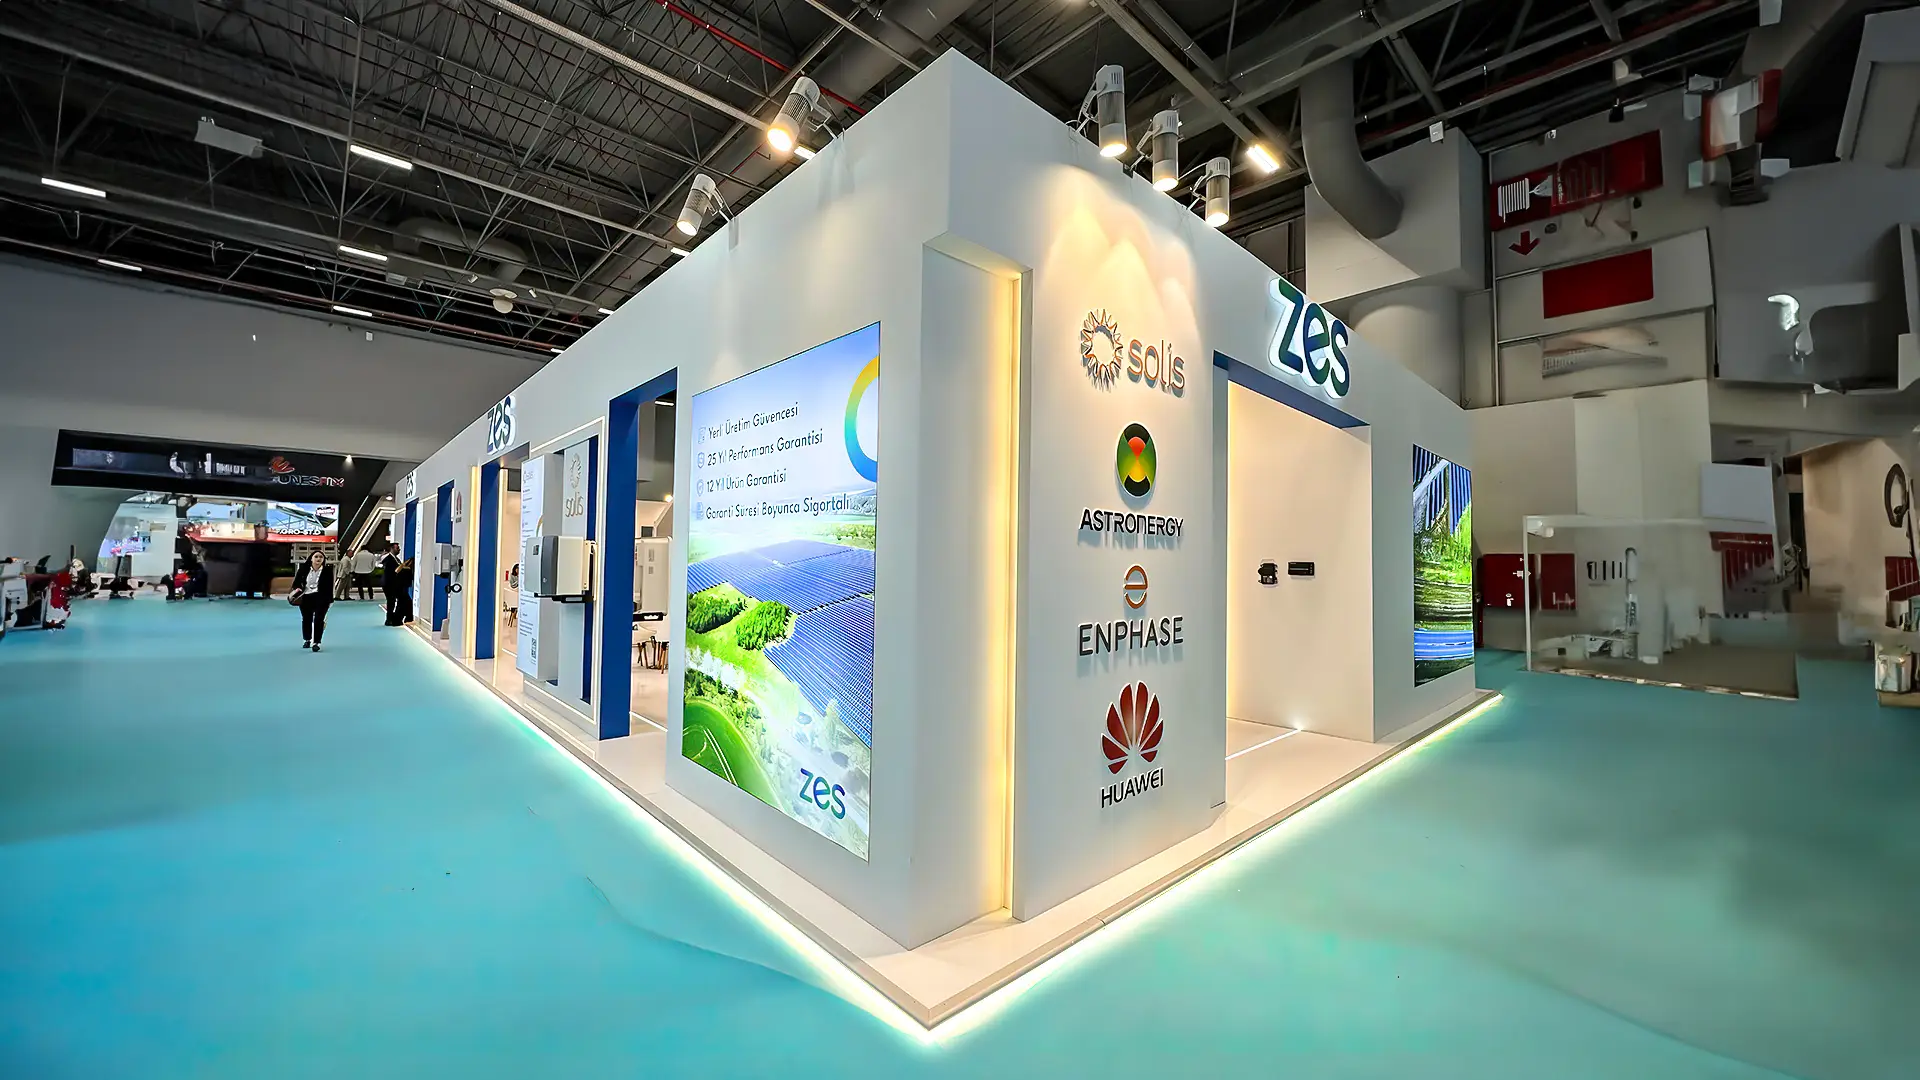 zes
solis
Yerli Üretim Güvencesi
25 Yıl Performans Garantisi
12 Yıl Ürün Garantisi
Garanti Süresi Boyunca Sigortalı
zes
solis
ASTRONERGY
ENPHASE
HUAWEI
zes
zes